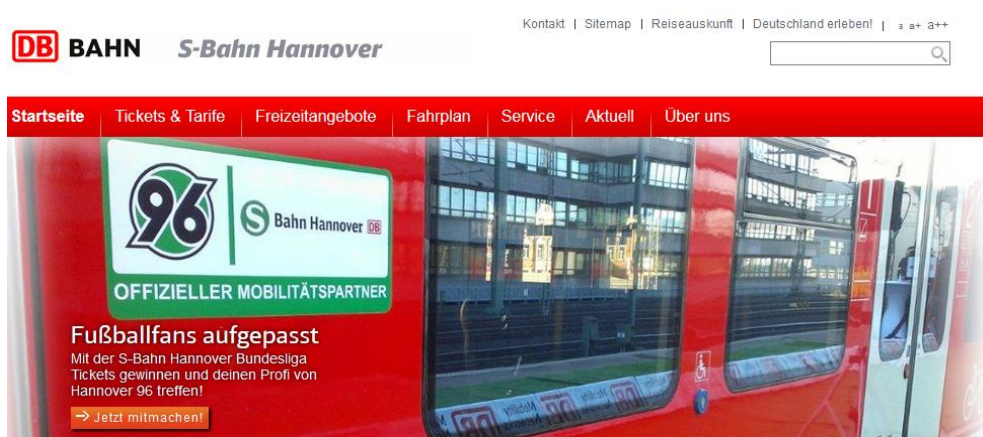 Kontakt | Sitemap | Reiseauskunft | Deutschland erleben! | a a+ a++
DB BAHN S-Bahn Hannover
Startseite Tickets & Tarife Freizeitangebote Fahrplan Service Aktuell Über uns
96 S Bahn Hannover DB
OFFIZIELLER MOBILITÄTSPARTNER
Fußballfans aufgepasst
Mit der S-Bahn Hannover Bundesliga
Tickets gewinnen und deinen Profi von
Hannover 96 treffen!
→ Jetzt mitmachen!